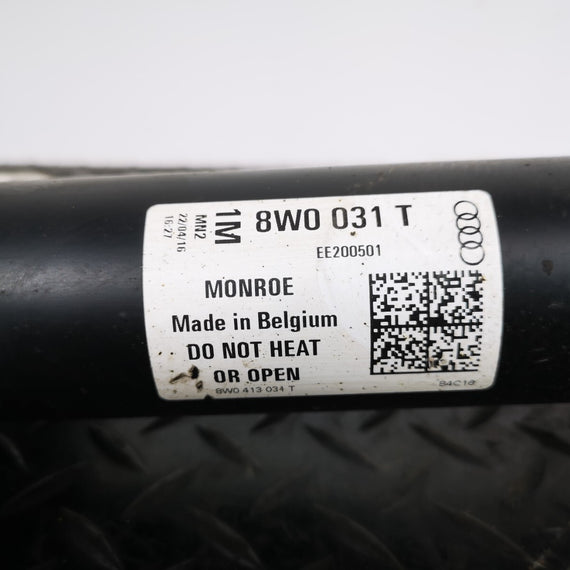 22/04/16
16:27
MN2
1M
8W0 031 T
EE200501
MONROE
Made in Belgium
DO NOT HEAT
OR OPEN
8W0 413 031 T